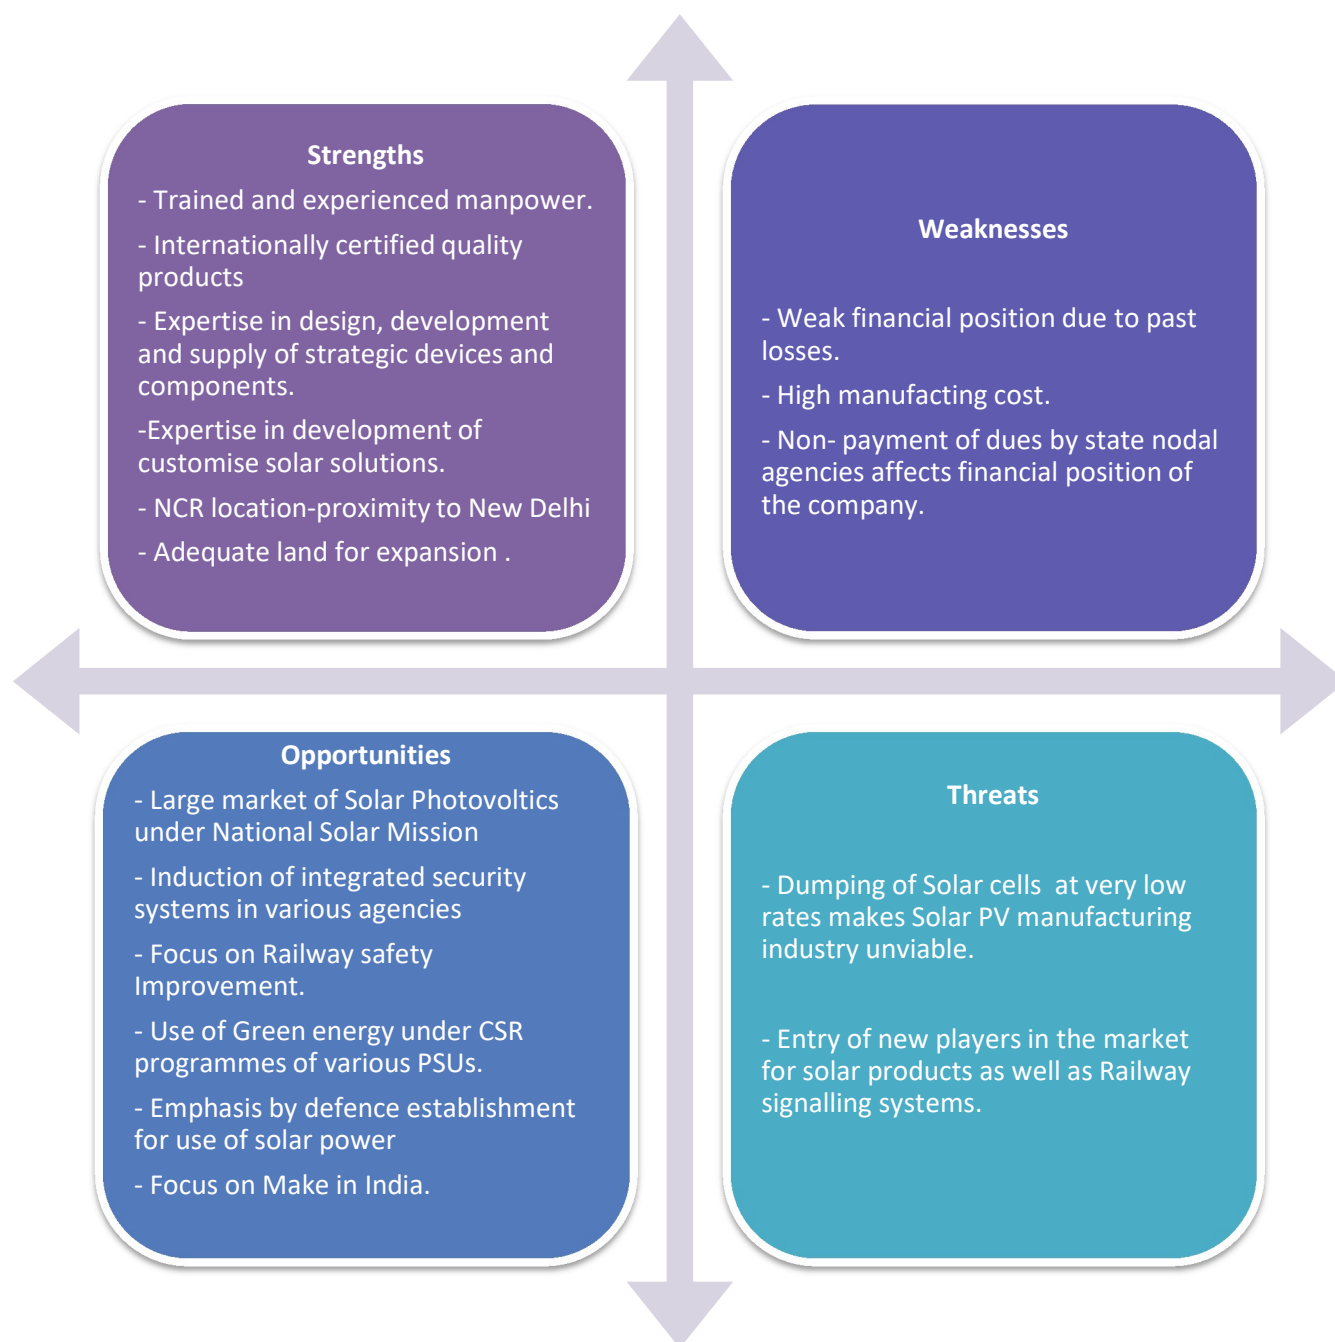 Strengths
- Trained and experienced manpower.
- Internationally certified quality
products
- Expertise in design, development
and supply of strategic devices and
components.
-Expertise in development of
customise solar solutions.
- NCR location-proximity to New Delhi
- Adequate land for expansion .
Weaknesses
- Weak financial position due to past
losses.
- High manufacting cost.
- Non- payment of dues by state nodal
agencies affects financial position of
the company.
Opportunities
- Large market of Solar Photovoltics
under National Solar Mission
- Induction of integrated security
systems in various agencies
- Focus on Railway safety
Improvement.
- Use of Green energy under CSR
programmes of various PSUs.
- Emphasis by defence establishment
for use of solar power
- Focus on Make in India.
Threats
- Dumping of Solar cells  at very low
rates makes Solar PV manufacturing
industry unviable.
- Entry of new players in the market
for solar products as well as Railway
signalling systems.